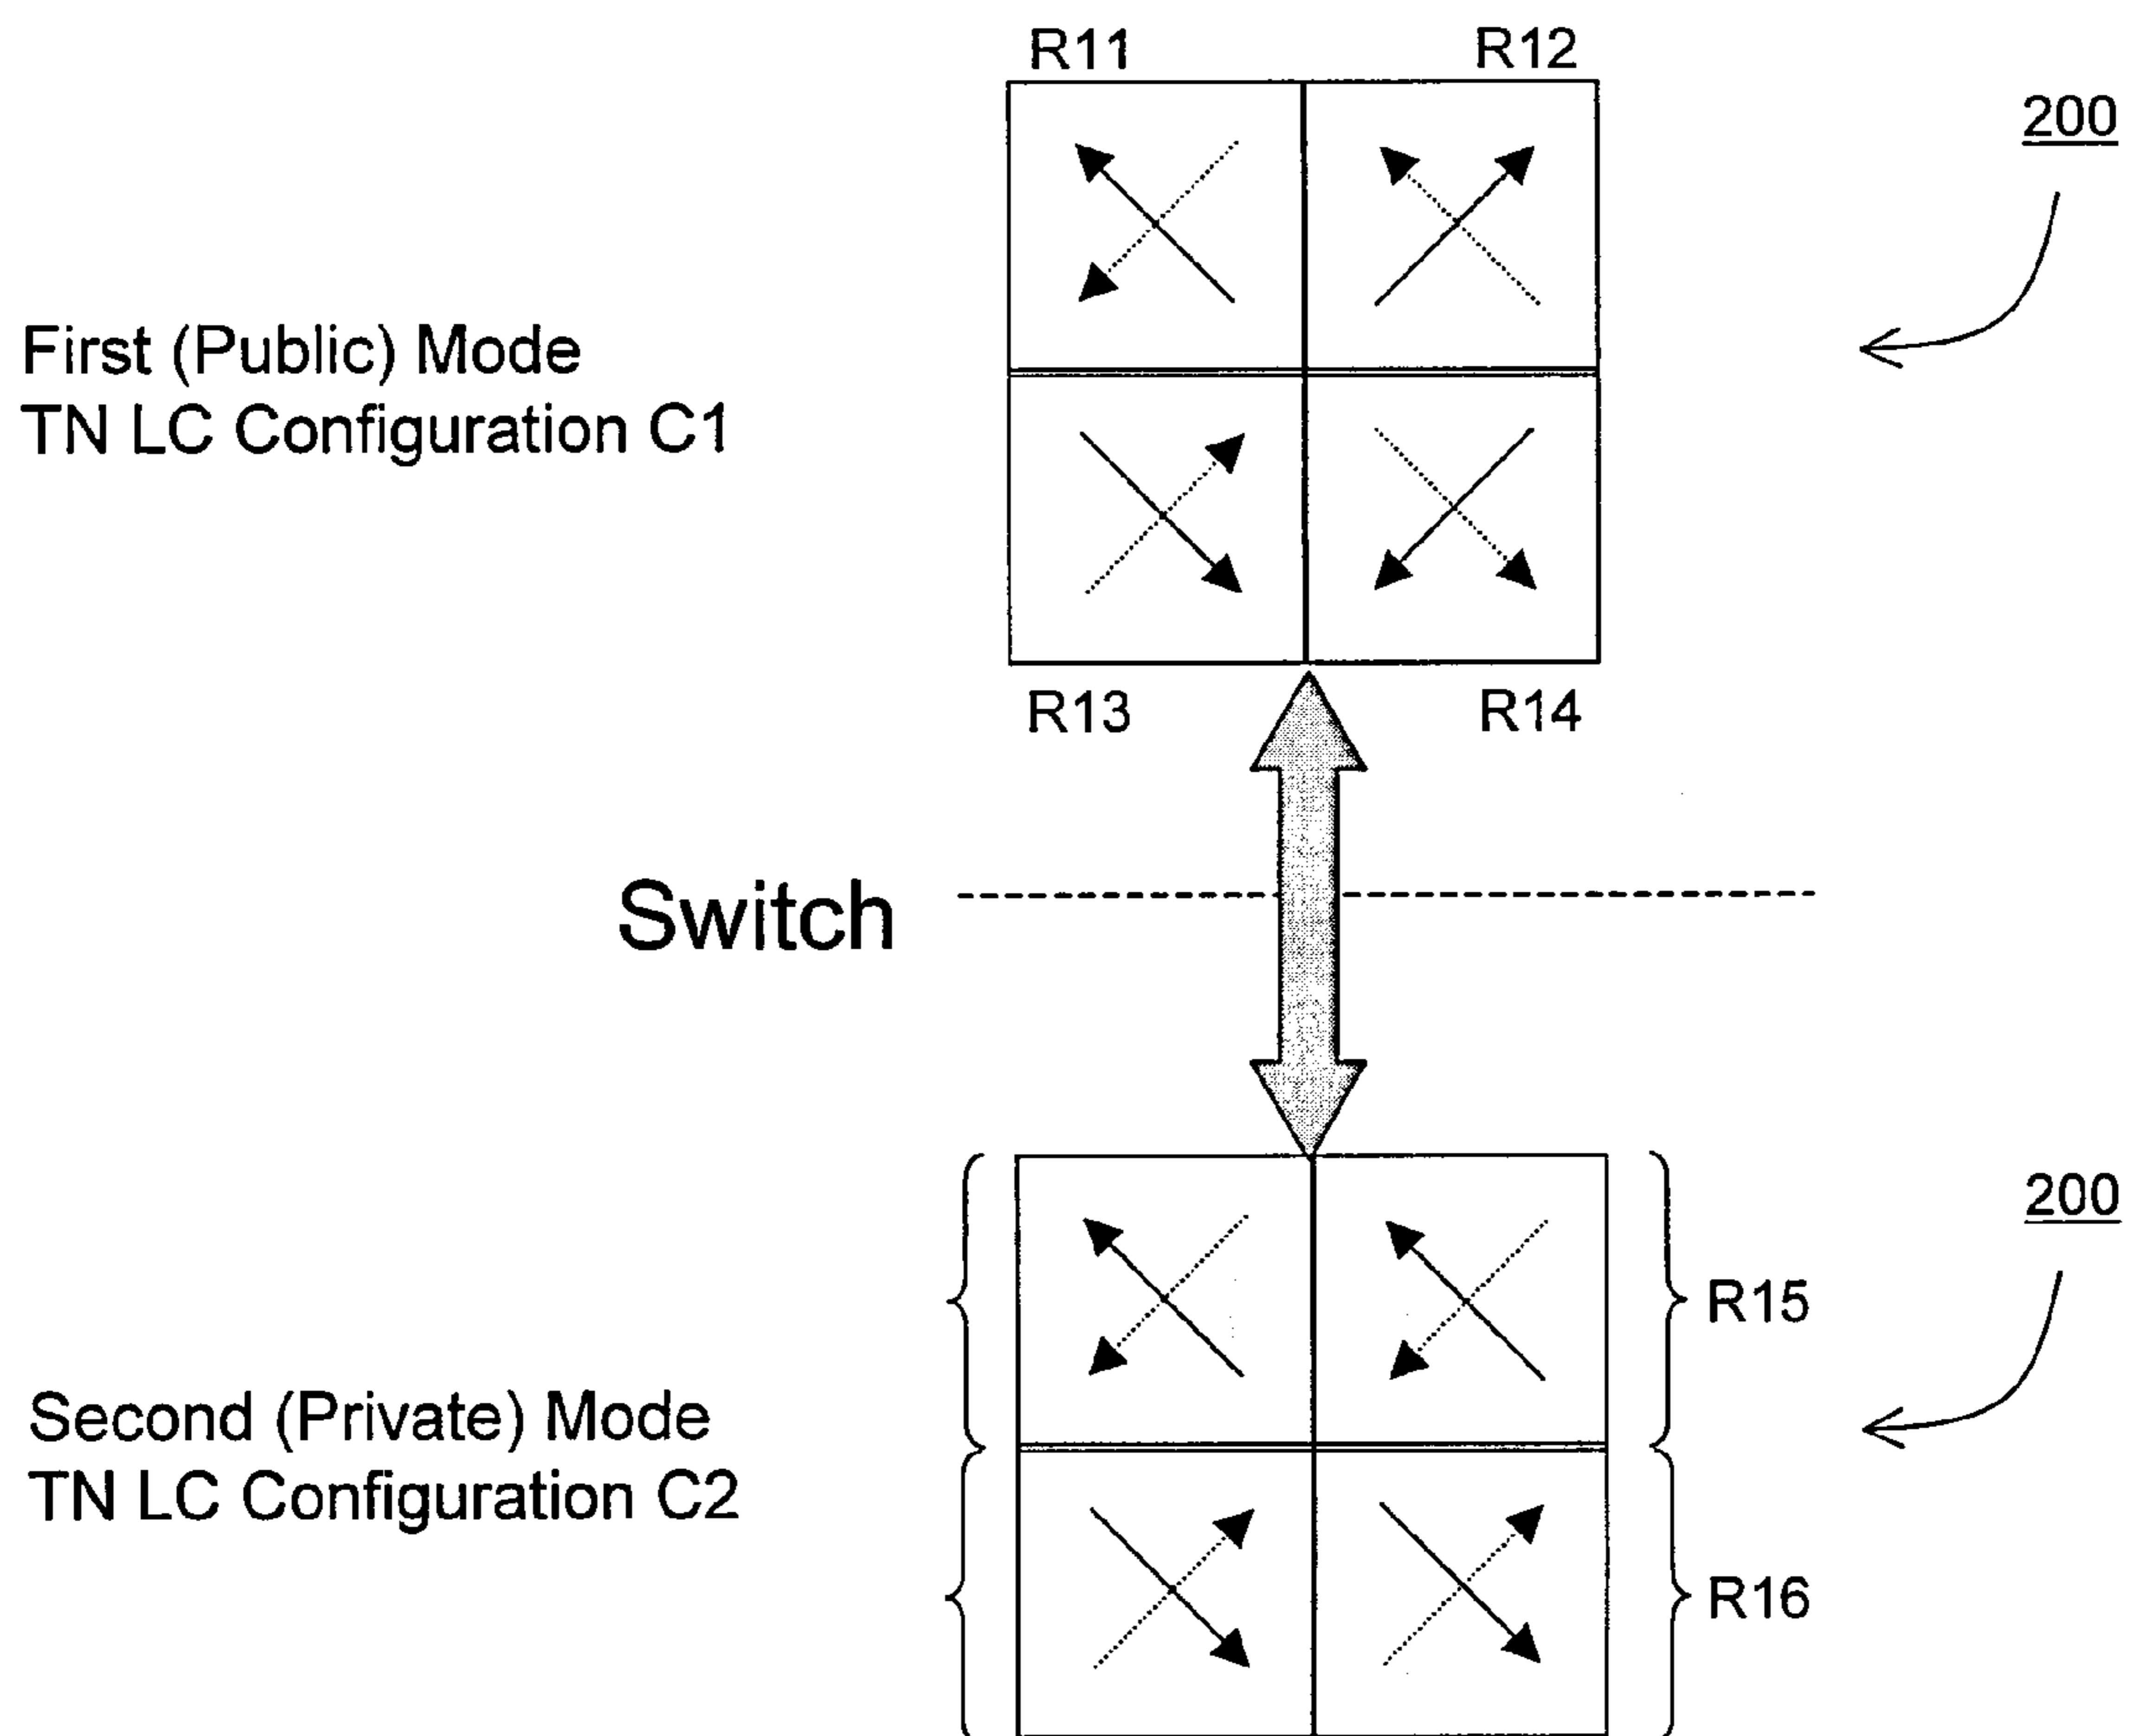 R11 R12
200
First (Public) Mode
TN LC Configuration C1
R13 R14
Switch
200
R15
Second (Private) Mode
TN LC Configuration C2
R16